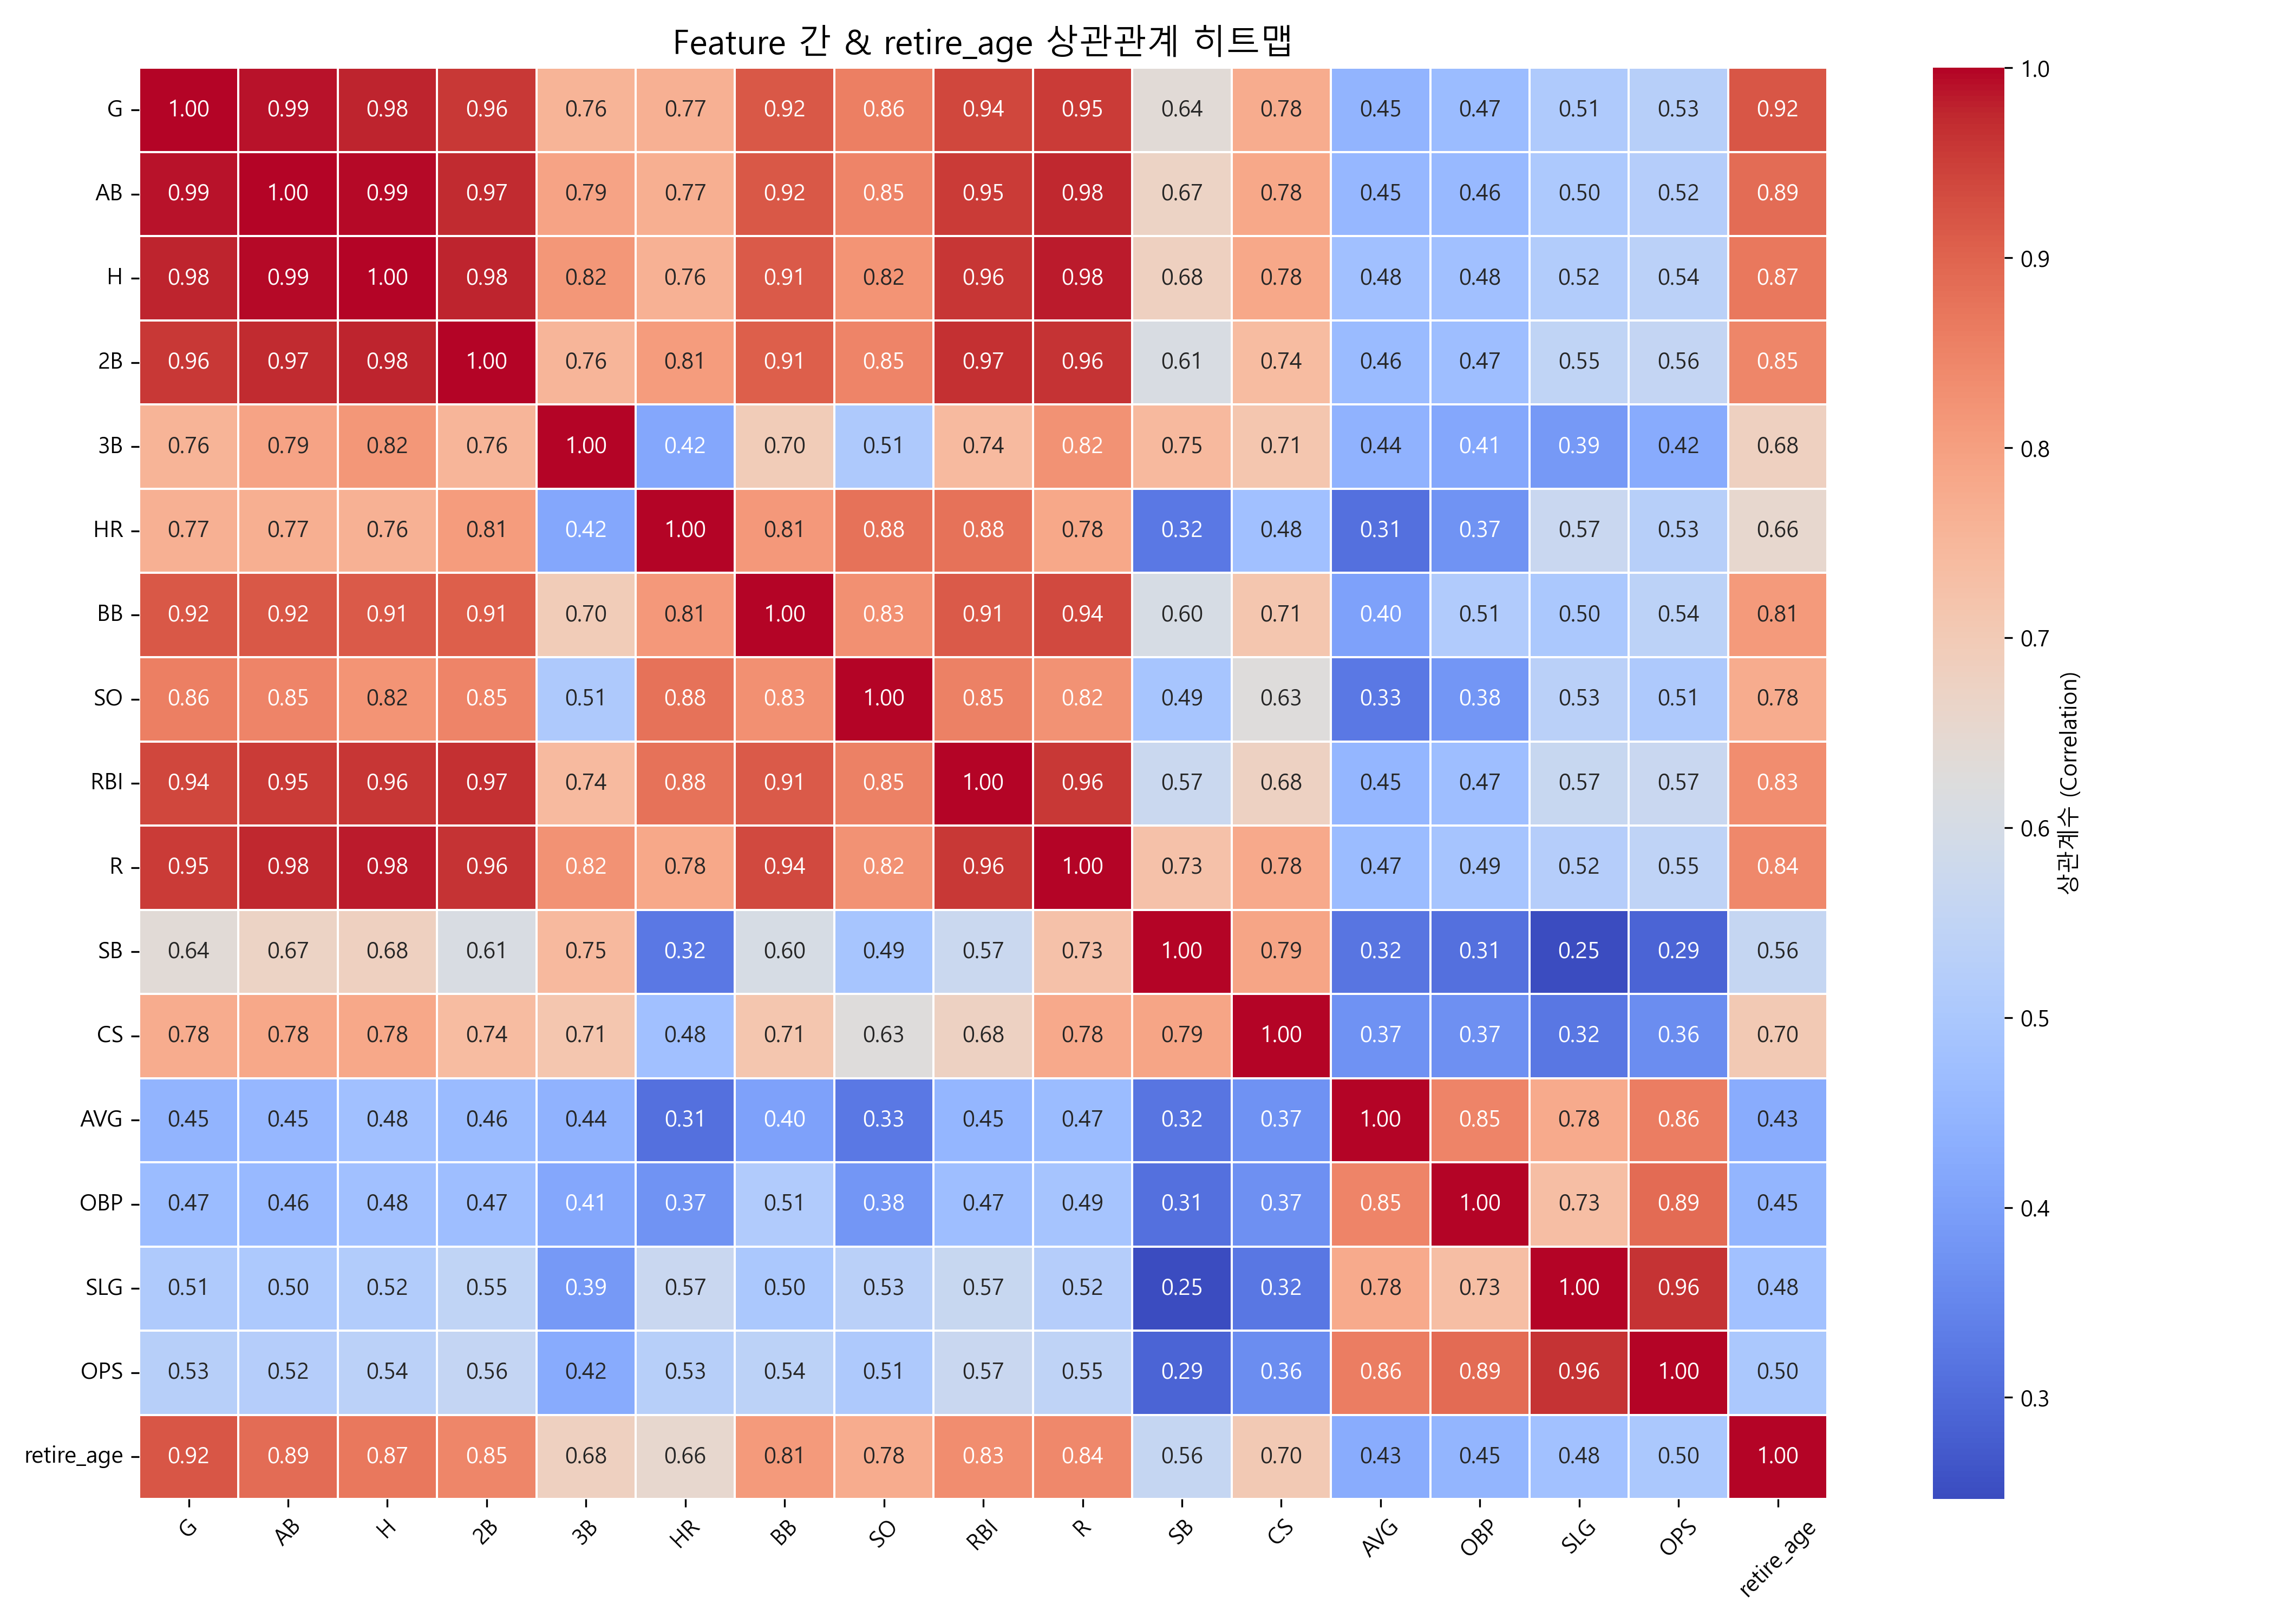 Feature 간 & retire_age 상관관계 히트맵
G 1.00 0.99 0.98 0.96 0.76 0.77 0.92 0.86 0.94 0.95 0.64 0.78 0.45 0.47 0.51 0.53 0.92
AB 0.99 1.00 0.99 0.97 0.79 0.77 0.92 0.85 0.95 0.98 0.67 0.78 0.45 0.46 0.50 0.52 0.89
H 0.98 0.99 1.00 0.98 0.82 0.76 0.91 0.82 0.96 0.98 0.68 0.78 0.48 0.48 0.52 0.54 0.87
2B 0.96 0.97 0.98 1.00 0.76 0.81 0.91 0.85 0.97 0.96 0.61 0.74 0.46 0.47 0.55 0.56 0.85
3B 0.76 0.79 0.82 0.76 1.00 0.42 0.70 0.51 0.74 0.82 0.75 0.71 0.44 0.41 0.39 0.42 0.68
HR 0.77 0.77 0.76 0.81 0.42 1.00 0.81 0.88 0.88 0.78 0.32 0.48 0.31 0.37 0.57 0.53 0.66
BB 0.92 0.92 0.91 0.91 0.70 0.81 1.00 0.83 0.91 0.94 0.60 0.71 0.40 0.51 0.50 0.54 0.81
SO 0.86 0.85 0.82 0.85 0.51 0.88 0.83 1.00 0.85 0.82 0.49 0.63 0.33 0.38 0.53 0.51 0.78
RBI 0.94 0.95 0.96 0.97 0.74 0.88 0.91 0.85 1.00 0.96 0.57 0.68 0.45 0.47 0.57 0.57 0.83
R 0.95 0.98 0.98 0.96 0.82 0.78 0.94 0.82 0.96 1.00 0.73 0.78 0.47 0.49 0.52 0.55 0.84
SB 0.64 0.67 0.68 0.61 0.75 0.32 0.60 0.49 0.57 0.73 1.00 0.79 0.32 0.31 0.25 0.29 0.56
CS 0.78 0.78 0.78 0.74 0.71 0.48 0.71 0.63 0.68 0.78 0.79 1.00 0.37 0.37 0.32 0.36 0.70
AVG 0.45 0.45 0.48 0.46 0.44 0.31 0.40 0.33 0.45 0.47 0.32 0.37 1.00 0.85 0.78 0.86 0.43
OBP 0.47 0.46 0.48 0.47 0.41 0.37 0.51 0.38 0.47 0.49 0.31 0.37 0.85 1.00 0.73 0.89 0.45
SLG 0.51 0.50 0.52 0.55 0.39 0.57 0.50 0.53 0.57 0.52 0.25 0.32 0.78 0.73 1.00 0.96 0.48
OPS 0.53 0.52 0.54 0.56 0.42 0.53 0.54 0.51 0.57 0.55 0.29 0.36 0.86 0.89 0.96 1.00 0.50
retire_age 0.92 0.89 0.87 0.85 0.68 0.66 0.81 0.78 0.83 0.84 0.56 0.70 0.43 0.45 0.48 0.50 1.00
G AB H 2B 3B HR BB SO RBI R SB CS AVG OBP SLG OPS retire_age
1.0
0.9
0.8
0.7
0.6
0.5
0.4
0.3
상관계수 (Correlation)